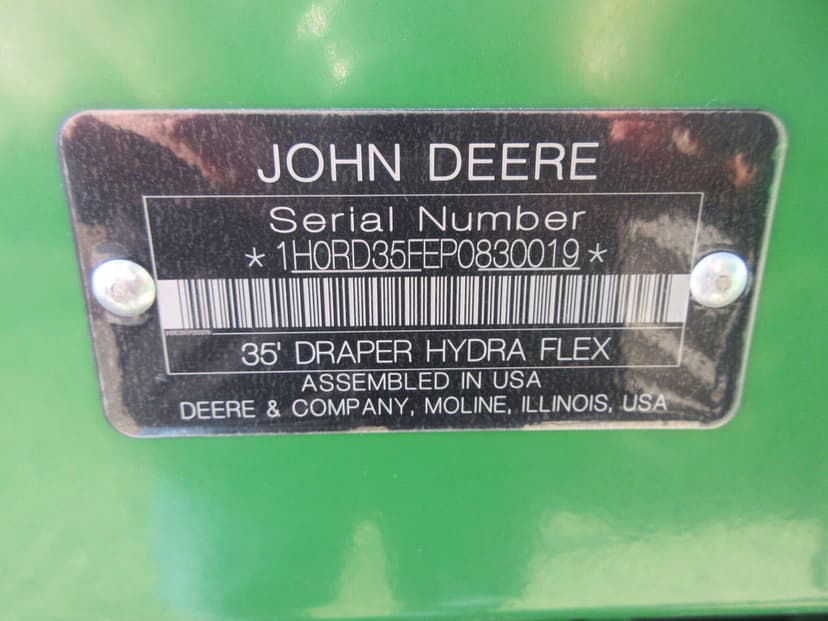 JOHN DEERE
Serial Number
*1H0RD35FEP0830019*
35' DRAPER HYDRA FLEX
ASSEMBLED IN USA
DEERE & COMPANY, MOLINE, ILLINOIS, USA